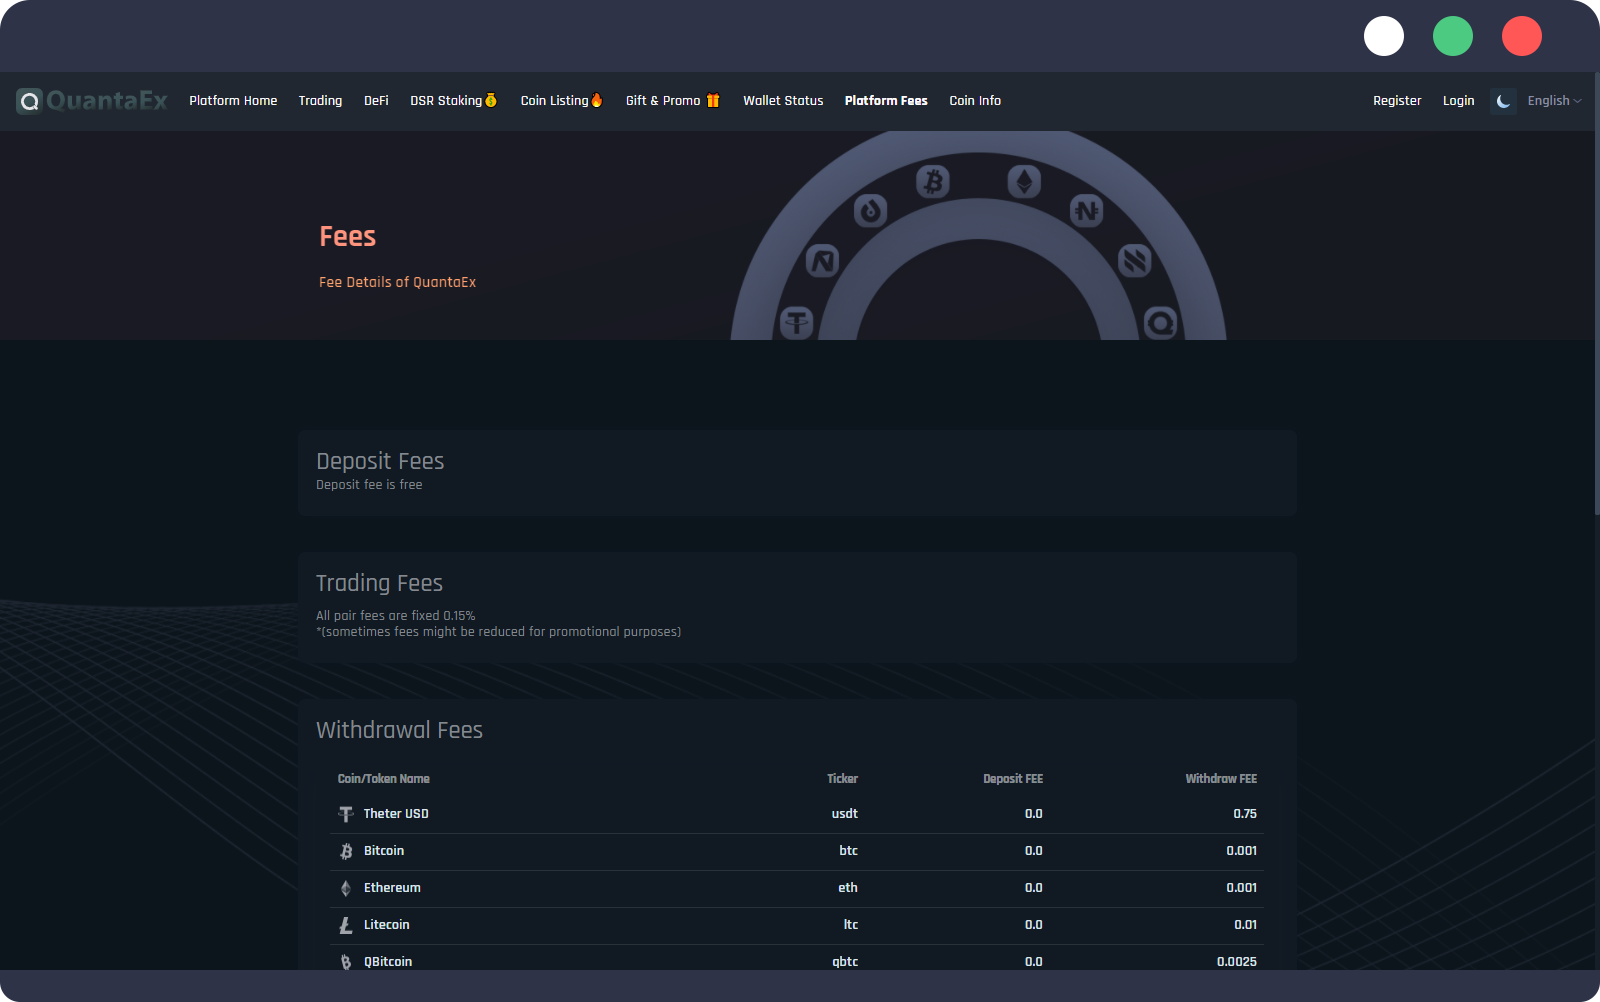 QuantaEx Platform Home Trading DeFi DSR Staking Coin Listing Gift & Promo Wallet Status Platform Fees Coin Info Register Login English
Fees
Fee Details of QuantaEx
Deposit Fees
Deposit fee is free
Trading Fees
All pair fees are fixed 0.15%
*(sometimes fees might be reduced for promotional purposes)
Withdrawal Fees
Coin/Token Name Ticker Deposit FEE Withdraw FEE
Theter USD usdt 0.0 0.75
Bitcoin btc 0.0 0.001
Ethereum eth 0.0 0.001
Litecoin ltc 0.0 0.01
QBitcoin qbtc 0.0 0.0025